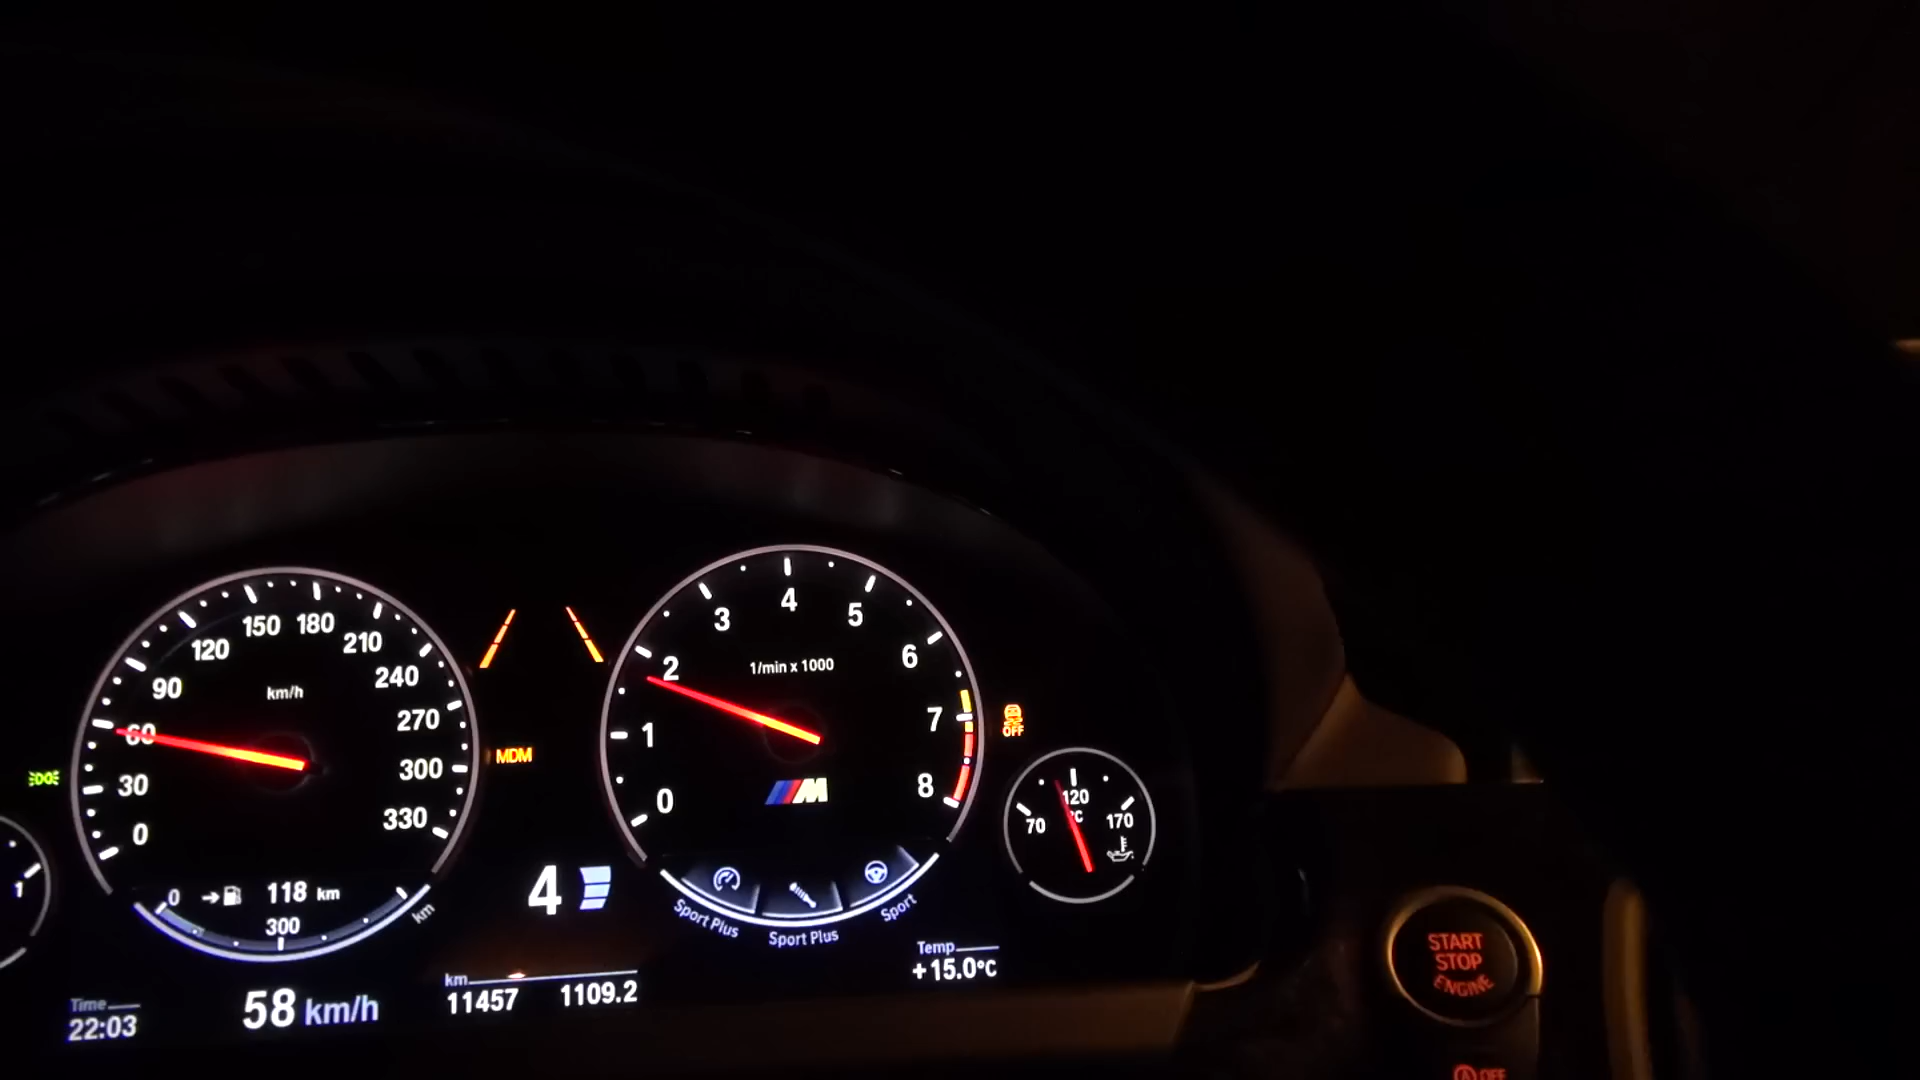 0
30
60
90
120
150
180
210
240
270
300
330
km/h
0
118 km
300
km
MDM
0
1
2
3
4
5
6
7
8
1/min x 1000
M
4
Sport Plus
Sport Plus
Sport
OFF
70
120
170
°C
1
Time
22:03
58 km/h
km
11457 1109.2
Temp
+15.0°C
START
STOP
ENGINE
A OFF